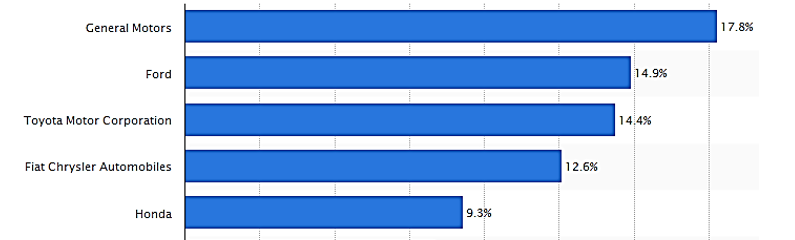 General Motors 17.8%
Ford 14.9%
Toyota Motor Corporation 14.4%
Fiat Chrysler Automobiles 12.6%
Honda 9.3%